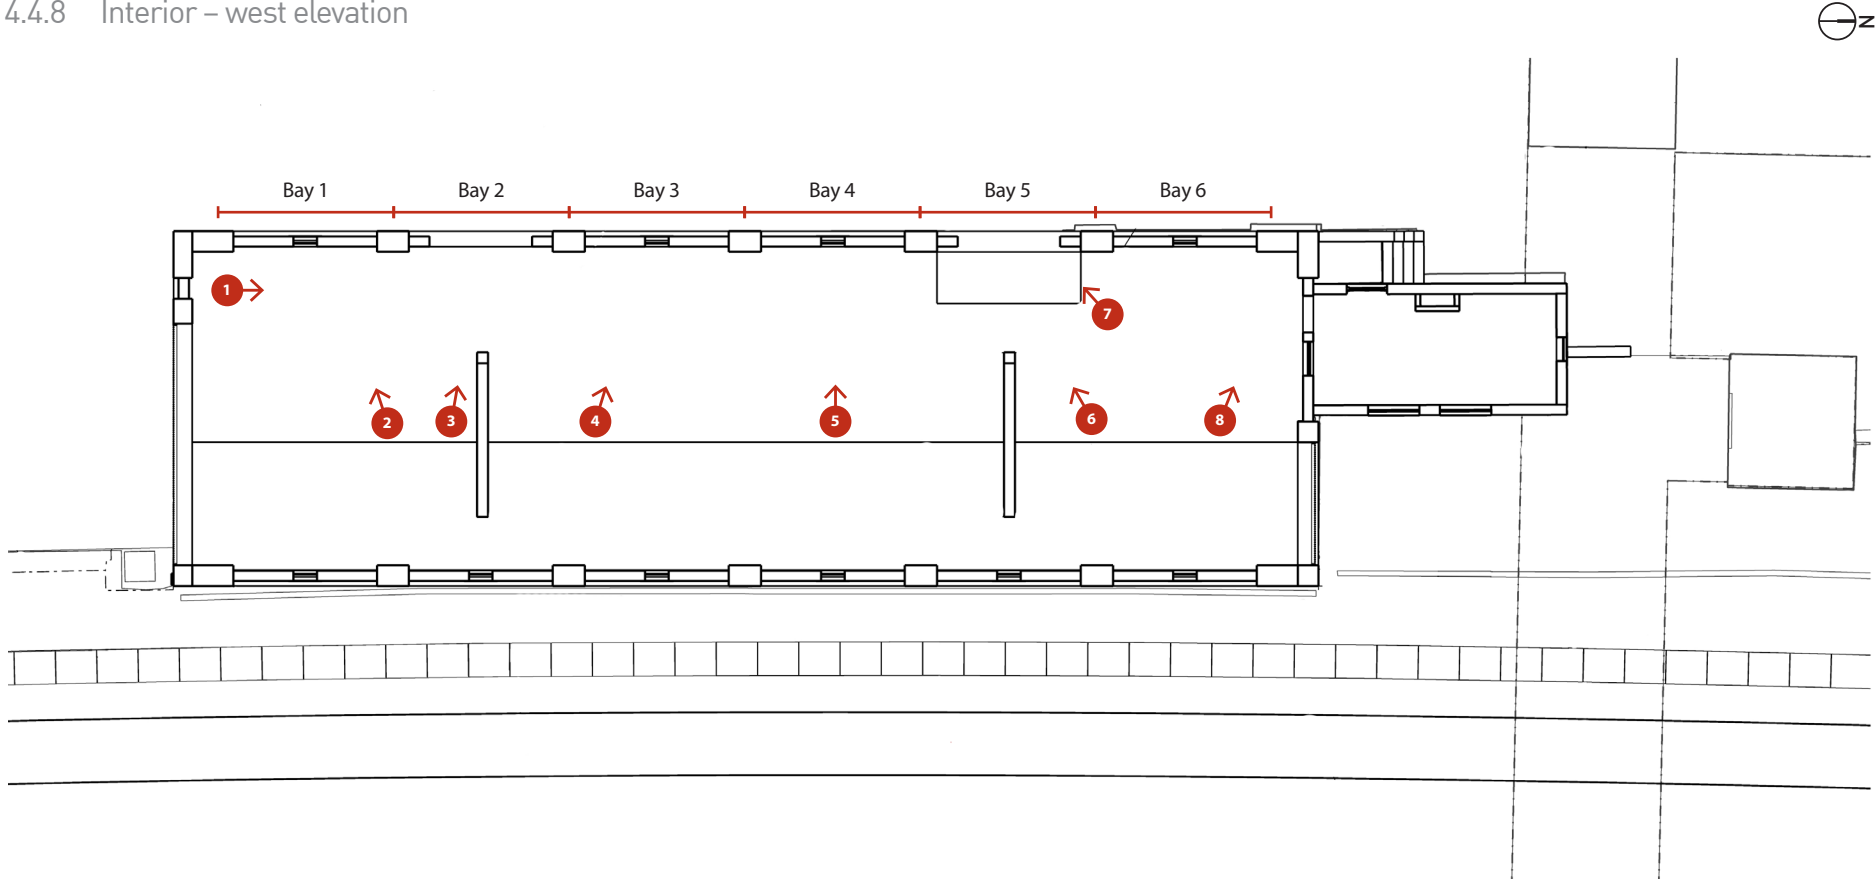 4.4.8 Interior – west elevation
N
Bay 1 Bay 2 Bay 3 Bay 4 Bay 5 Bay 6
1
7
2 3 4 5 6 8